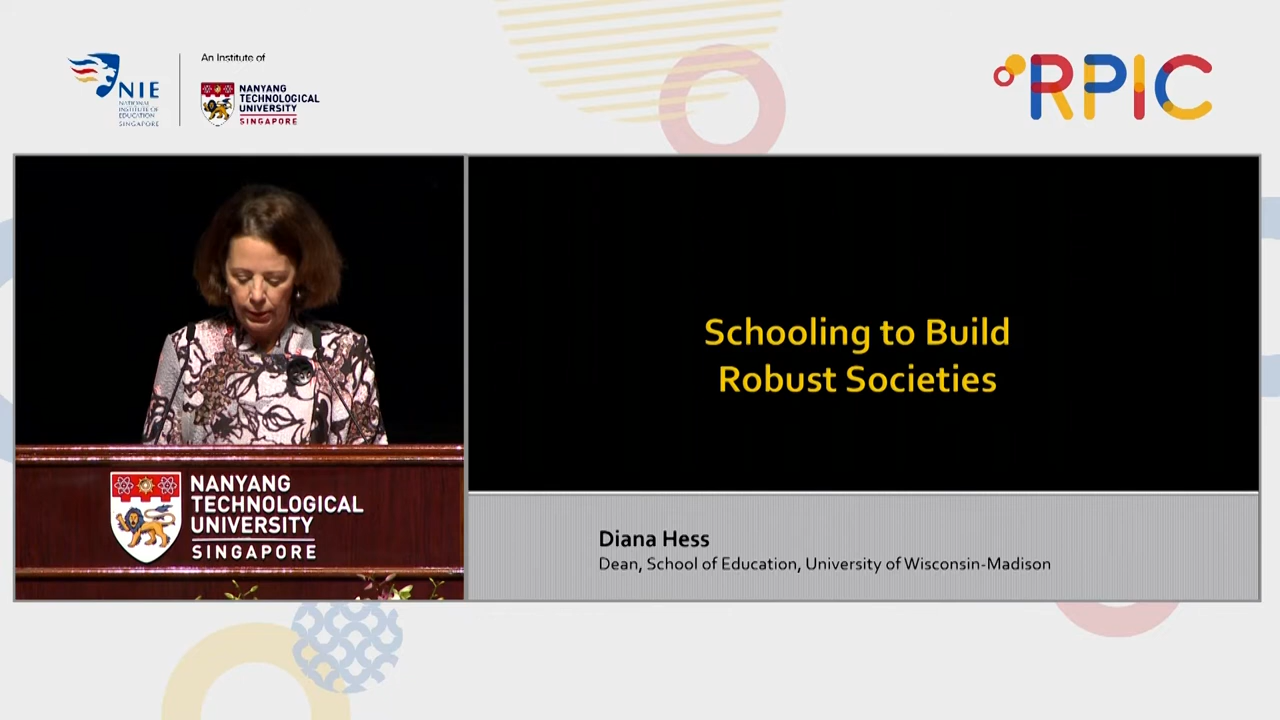 NIE
NATIONAL
INSTITUTE OF
EDUCATION
SINGAPORE
An Institute of
NANYANG
TECHNOLOGICAL
UNIVERSITY
SINGAPORE
RPIC
NANYANG
TECHNOLOGICAL
UNIVERSITY
SINGAPORE
Schooling to Build
Robust Societies
Diana Hess
Dean, School of Education, University of Wisconsin-Madison